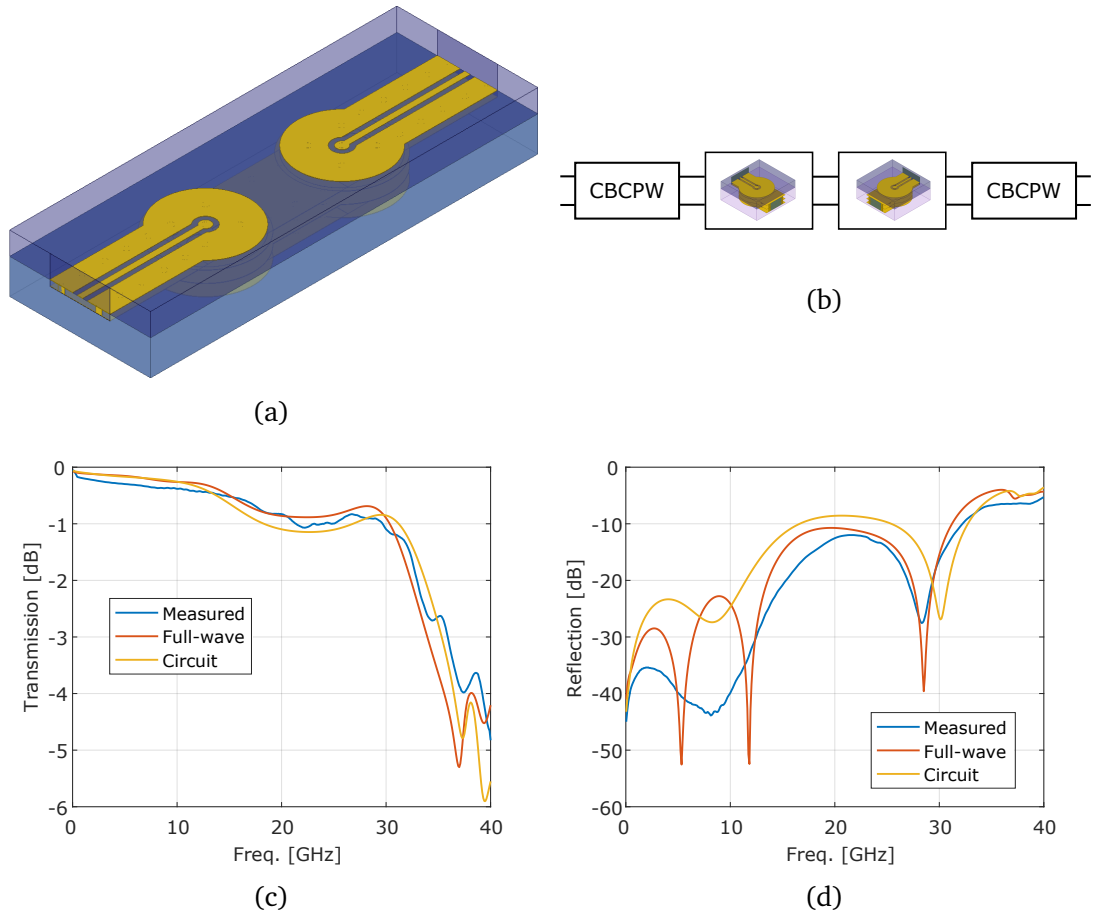 (a)
CBCPW
CBCPW
(b)
Transmission [dB]
0
-1
-2
-3
-4
-5
-6
Measured
Full-wave
Circuit
0
10
20
30
40
Freq. [GHz]
(c)
Reflection [dB]
0
-10
-20
-30
-40
-50
-60
Measured
Full-wave
Circuit
0
10
20
30
40
Freq. [GHz]
(d)